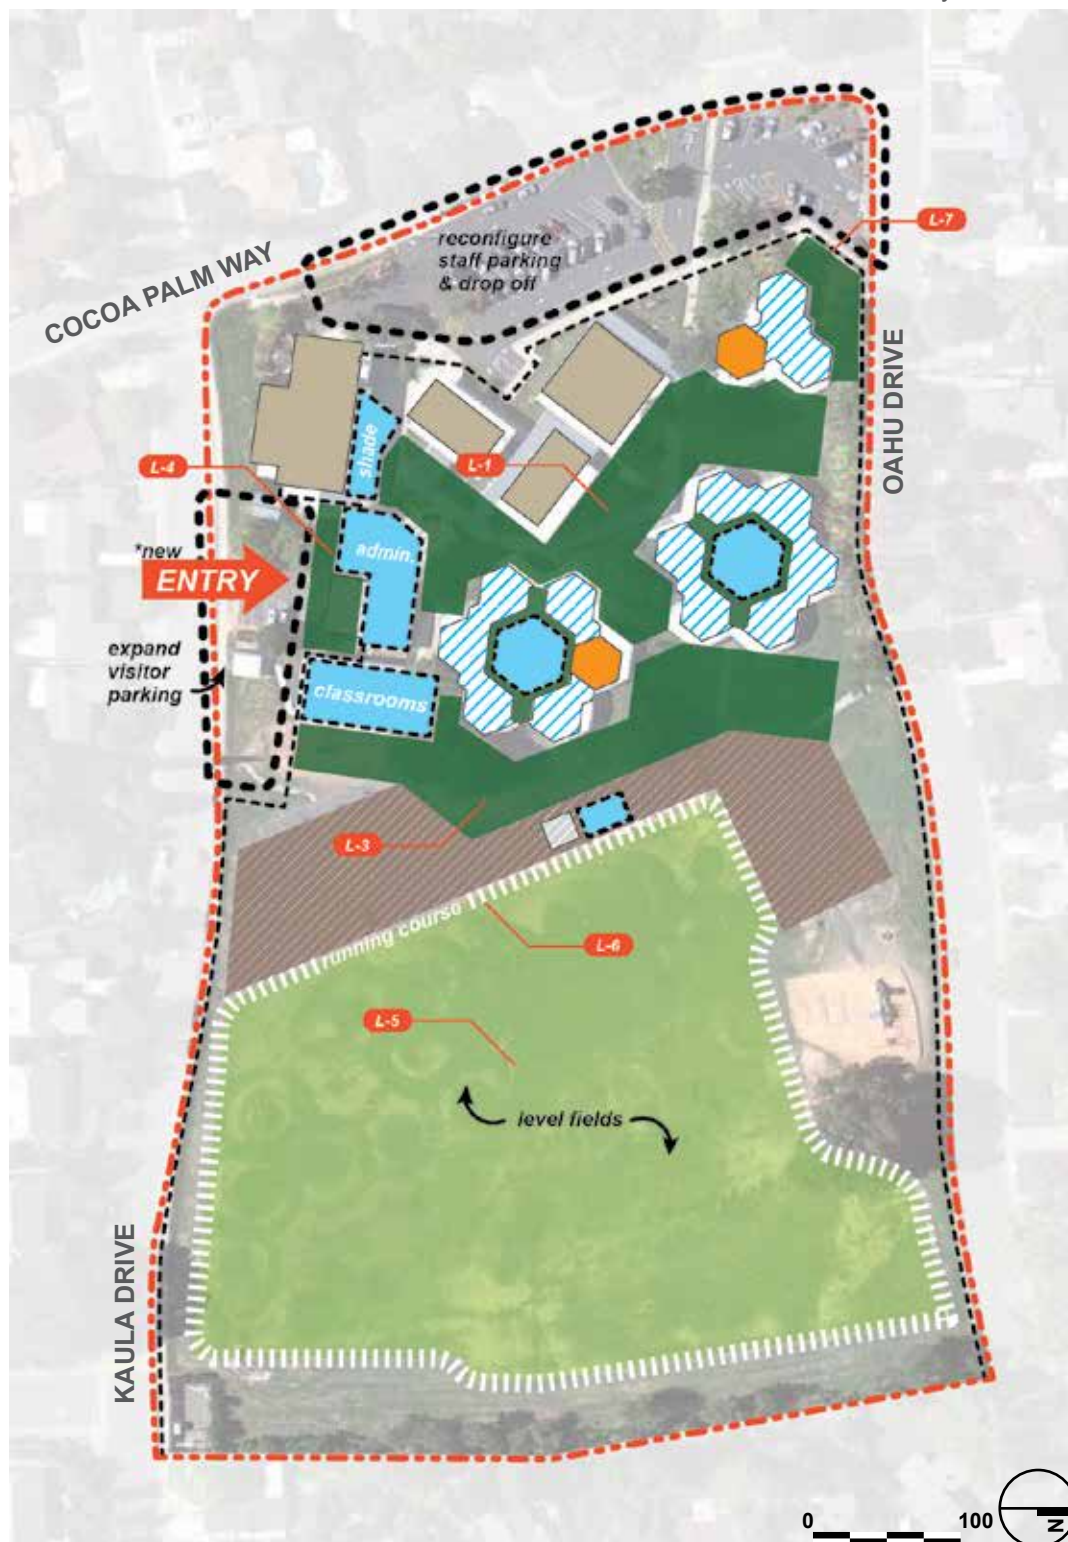 reconfigure
staff parking
& drop off
L-7
COCOA PALM WAY
OAHU DRIVE
shade
L-4
L-1
*new
ENTRY
admin.
expand
visitor
parking
classrooms
L-3
running course
L-6
L-5
level fields
KAULA DRIVE
0
100
N